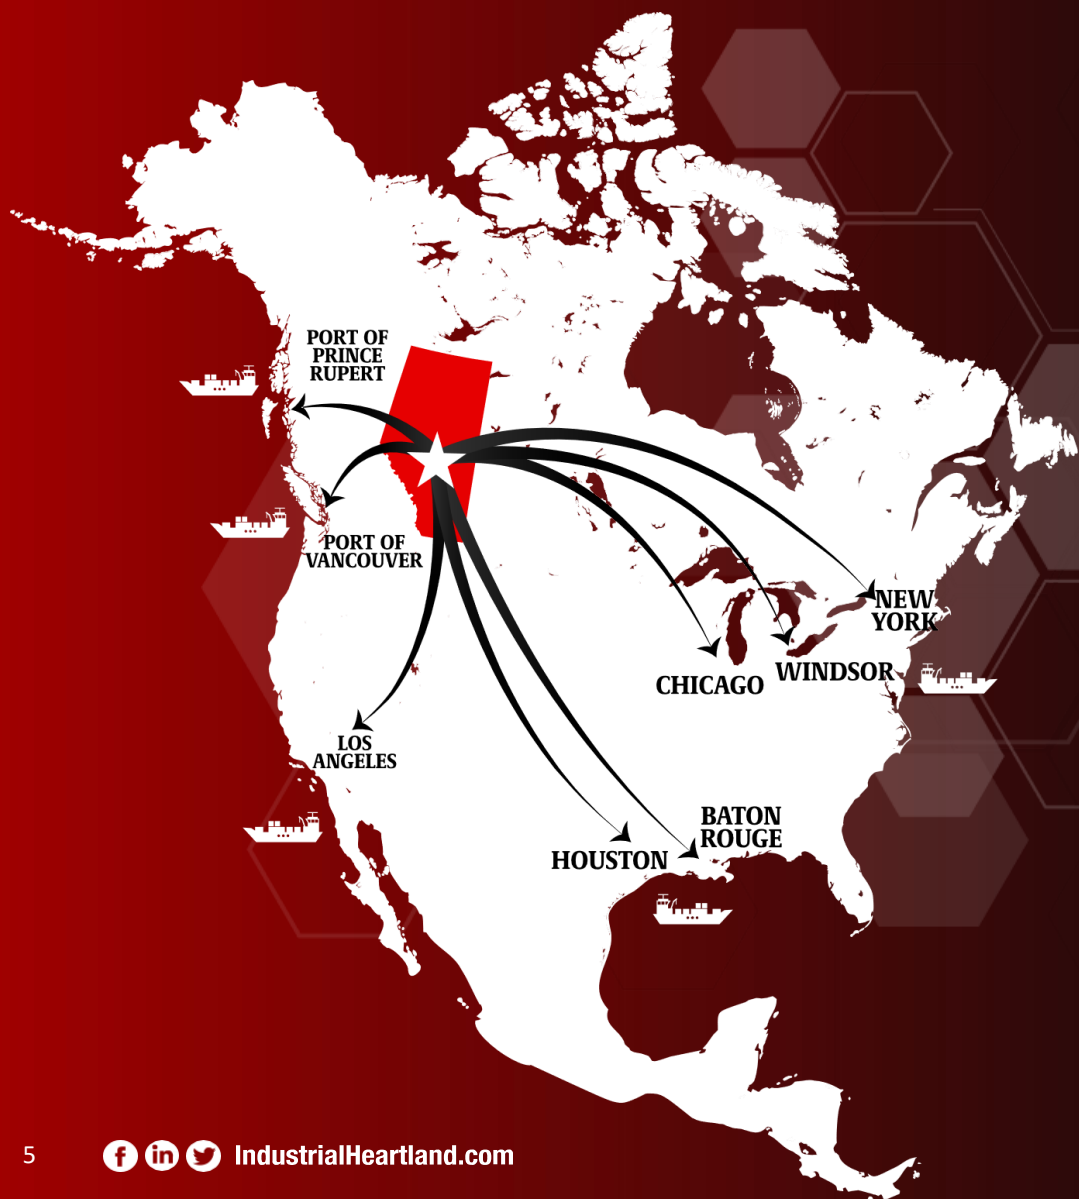 PORT OF
PRINCE
RUPERT
PORT OF
VANCOUVER
NEW
YORK
WINDSOR
CHICAGO
LOS
ANGELES
BATON
ROUGE
HOUSTON
5
f in IndustrialHeartland.com